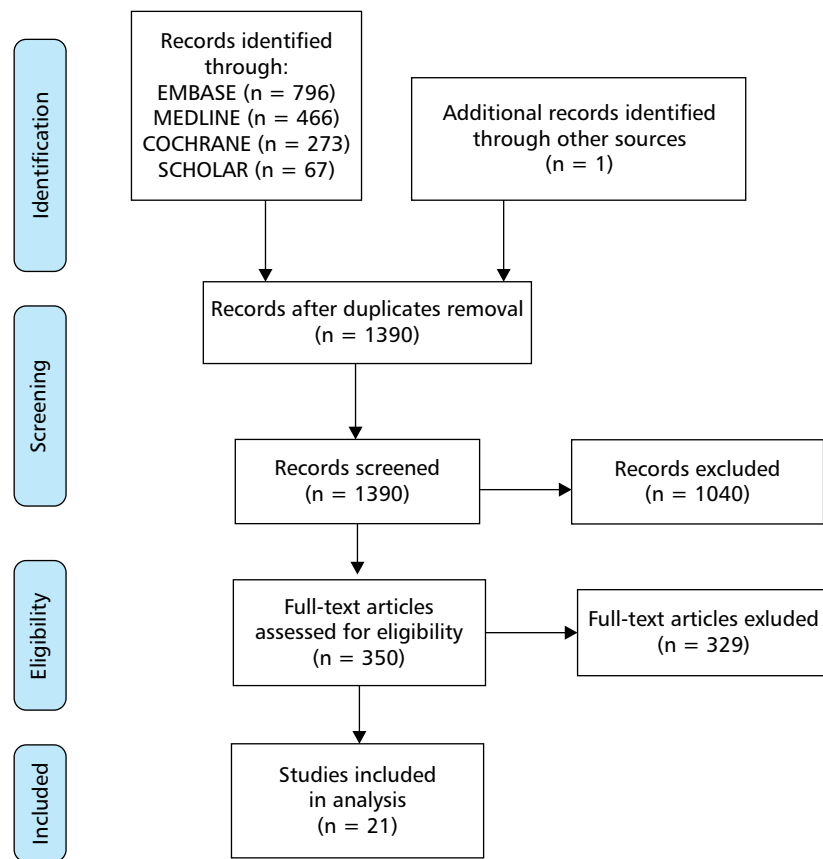 Identification
Records identified
through:
EMBASE (n = 796)
MEDLINE (n = 466)
COCHRANE (n = 273)
SCHOLAR (n = 67)
Additional records identified
through other sources
(n = 1)
Records after duplicates removal
(n = 1390)
Screening
Records screened
(n = 1390)
Records excluded
(n = 1040)
Eligibility
Full-text articles
assessed for eligibility
(n = 350)
Full-text articles exluded
(n = 329)
Included
Studies included
in analysis
(n = 21)